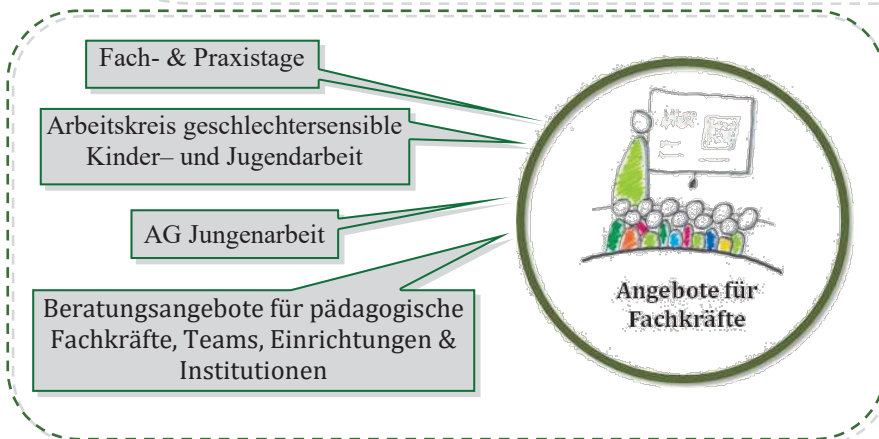 Fach- & Praxistage
Arbeitskreis geschlechtersensible
Kinder– und Jugendarbeit
AG Jungenarbeit
Beratungsangebote für pädagogische
Fachkräfte, Teams, Einrichtungen &
Institutionen
Angebote für
Fachkräfte